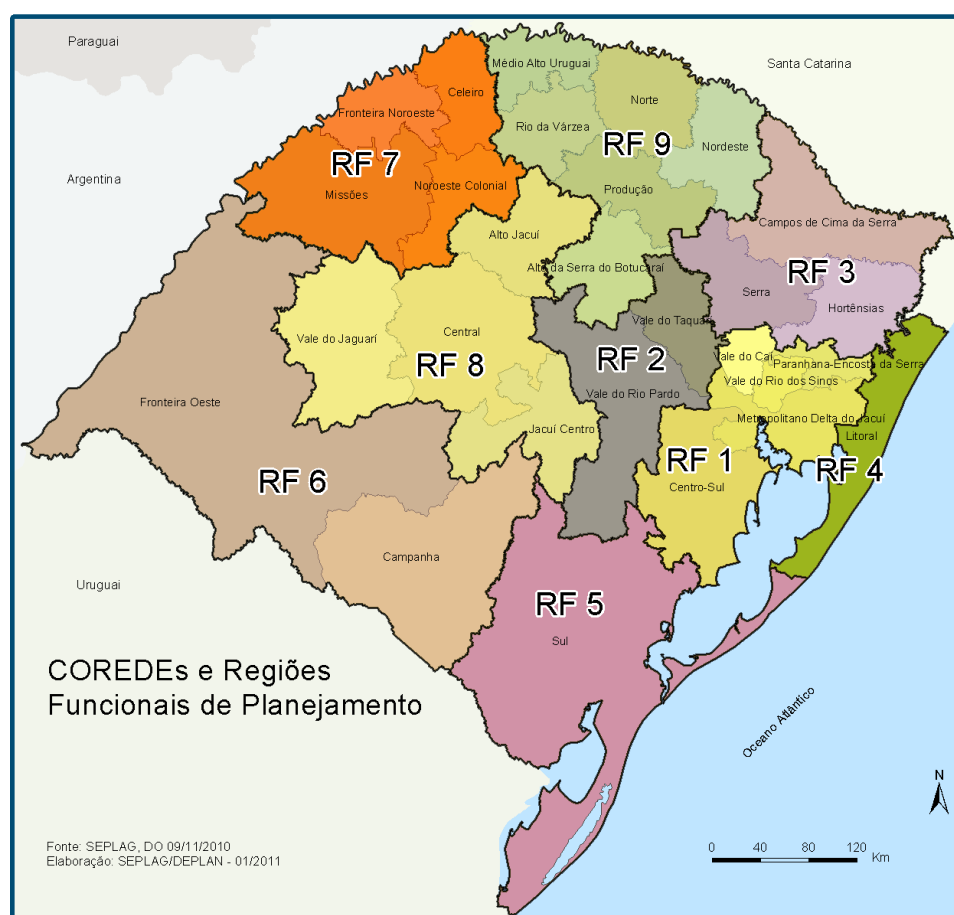 Paraguai
Santa Catarina
Argentina
Uruguai
Médio Alto Uruguai
Celeiro
Norte
Fronteira Noroeste
Rio da Várzea
RF 9
Nordeste
RF 7
Missões
Noroeste Colonial
Produção
Campos de Cima da Serra
Alto Jacuí
Alto da Serra do Botucaraí
RF 3
Serra
Hortênsias
Vale do Taquari
Central
Vale do Jaguarí
RF 8
RF 2
Vale do Caí
Paranhana-Encosta da Serra
Vale do Rio dos Sinos
Fronteira Oeste
Vale do Rio Pardo
Metropolitano Delta do Jacuí
Jacuí Centro
Litoral
RF 1
RF 4
RF 6
Centro-Sul
Campanha
RF 5
Sul
COREDEs e Regiões
Funcionais de Planejamento
Oceano Atlântico
N
Fonte: SEPLAG, DO 09/11/2010
Elaboração: SEPLAG/DEPLAN - 01/2011
0 40 80 120
Km